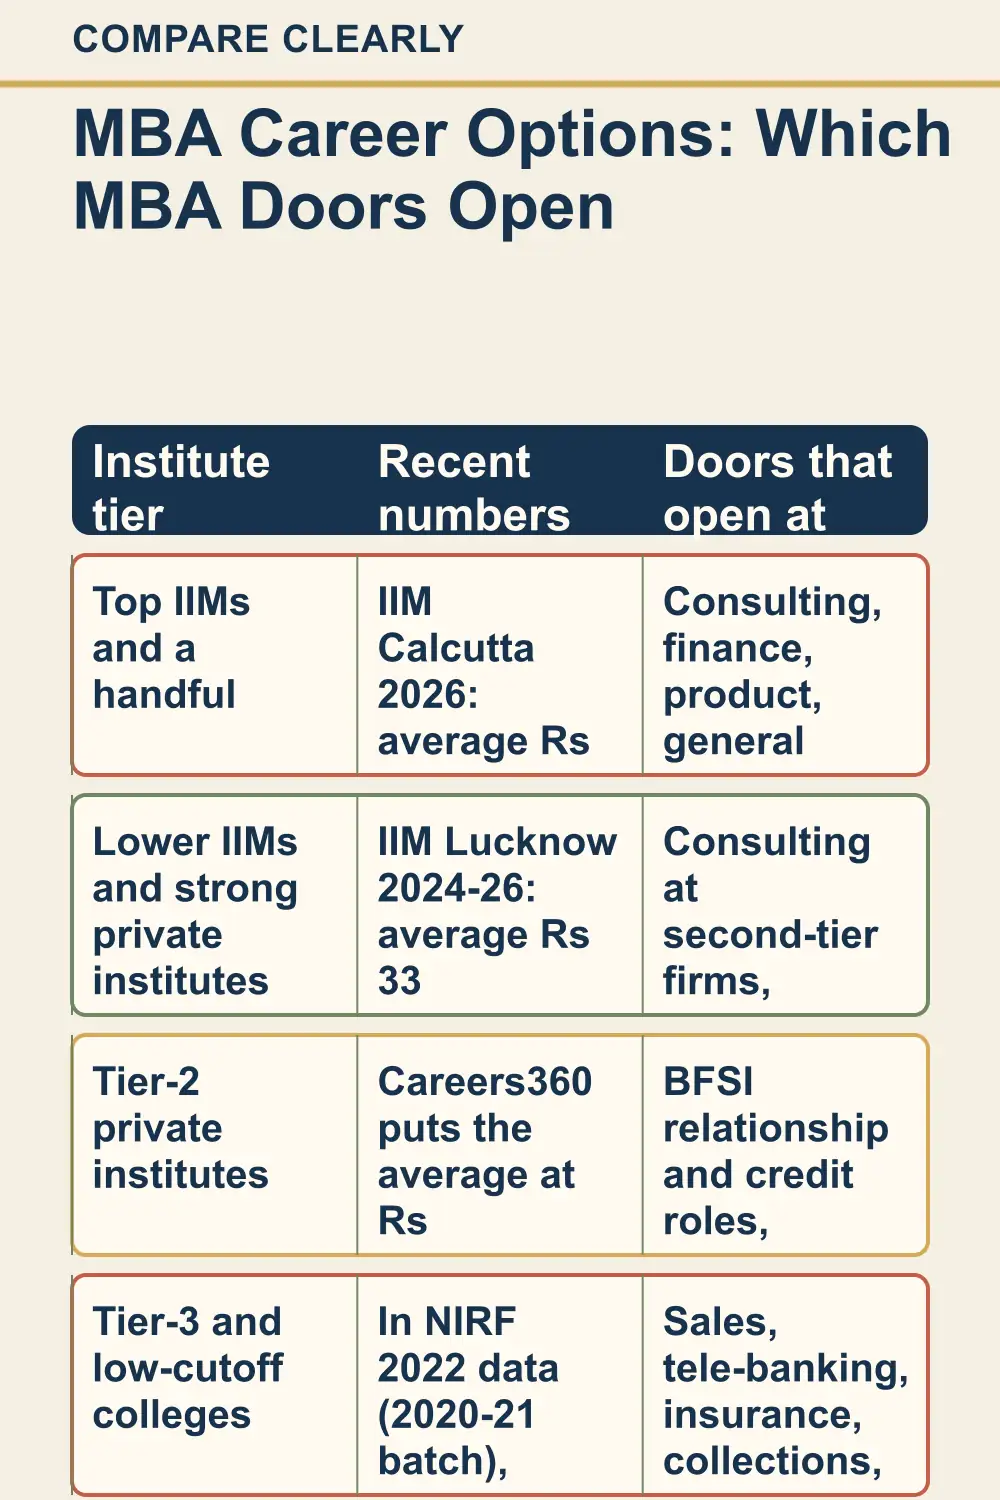 COMPARE CLEARLY
MBA Career Options: Which
MBA Doors Open
Institute
tier
Recent
numbers
Doors that
open at
Top IIMs
and a
handful
IIM
Calcutta
2026:
average Rs
Consulting,
finance,
product,
general
Lower IIMs
and strong
private
institutes
IIM Lucknow
2024-26:
average Rs
33
Consulting
at
second-tier
firms,
Tier-2
private
institutes
Careers360
puts the
average at
Rs
BFSI
relationship
and credit
roles,
Tier-3 and
low-cutoff
colleges
In NIRF
2022 data
(2020-21
batch),
Sales,
tele-banking,
insurance,
collections,